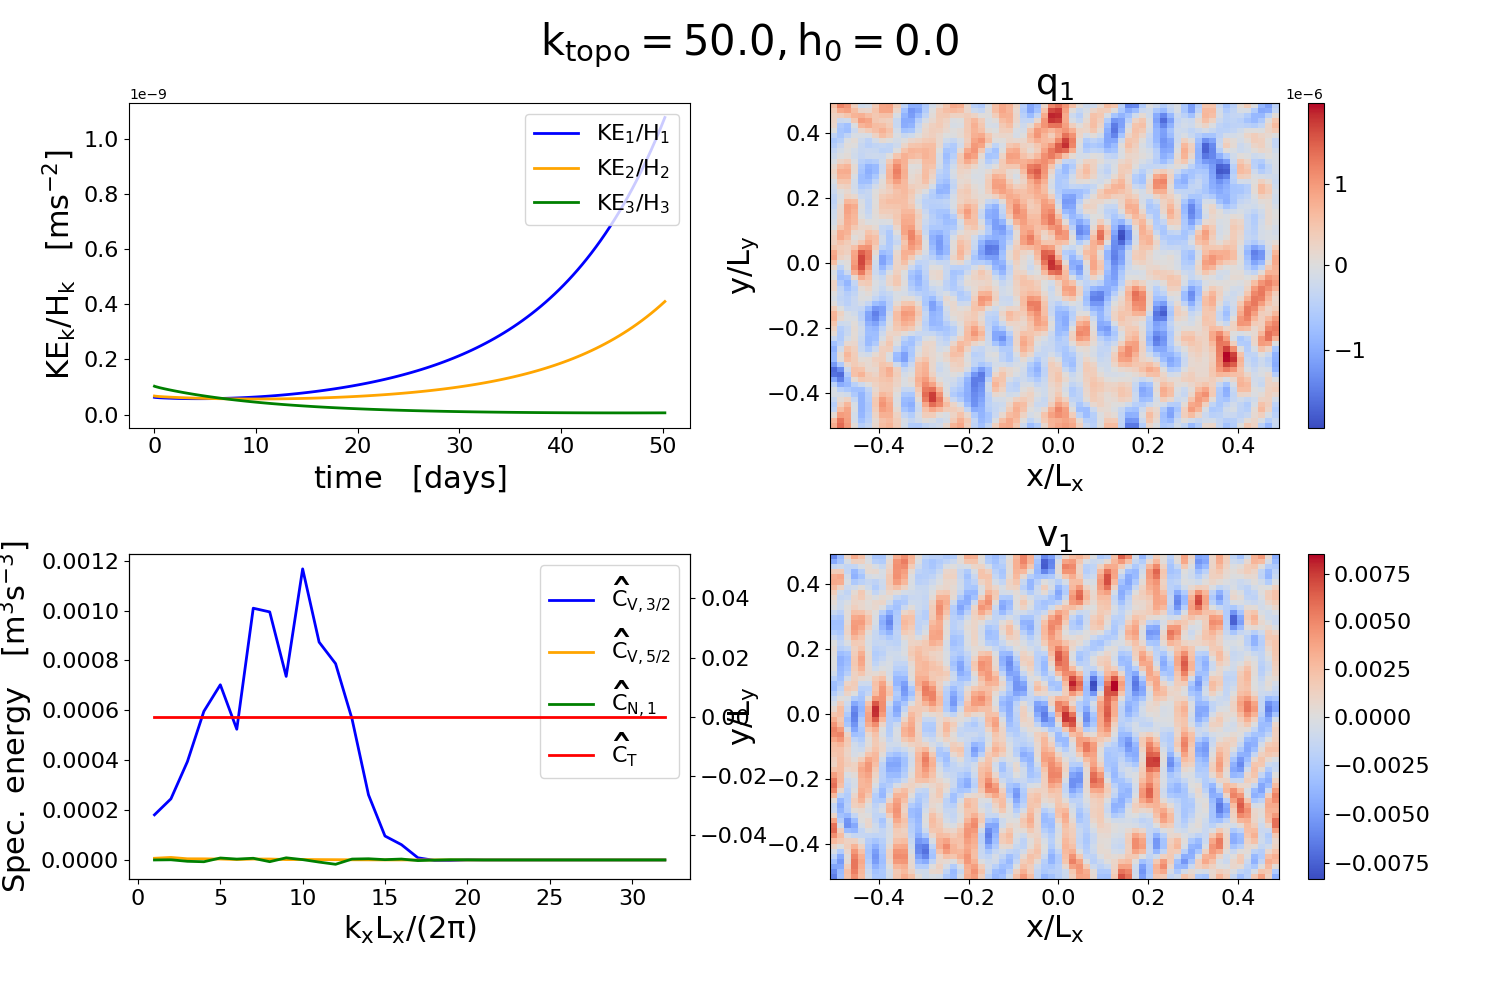 k_topo = 50.0, h_0 = 0.0
1e−9
KE_k/H_k [ms^−2]
1.0
0.8
0.6
0.4
0.2
0.0
KE_1/H_1
KE_2/H_2
KE_3/H_3
0 10 20 30 40 50
time [days]
q_1
1e−6
y/L_y
0.4
0.2
0.0
−0.2
−0.4
−0.4 −0.2 0.0 0.2 0.4
x/L_x
1
0
−1
Spec. energy [m^3s^−3]
0.0012
0.0010
0.0008
0.0006
0.0004
0.0002
0.0000
Ĉ_V,3/2
Ĉ_V,5/2
Ĉ_N,1
Ĉ_T
0.04
0.02
0.00
−0.02
−0.04
0 5 10 15 20 25 30
k_xL_x/(2π)
v_1
y/L_y
0.4
0.2
0.0
−0.2
−0.4
−0.4 −0.2 0.0 0.2 0.4
x/L_x
0.0075
0.0050
0.0025
0.0000
−0.0025
−0.0050
−0.0075